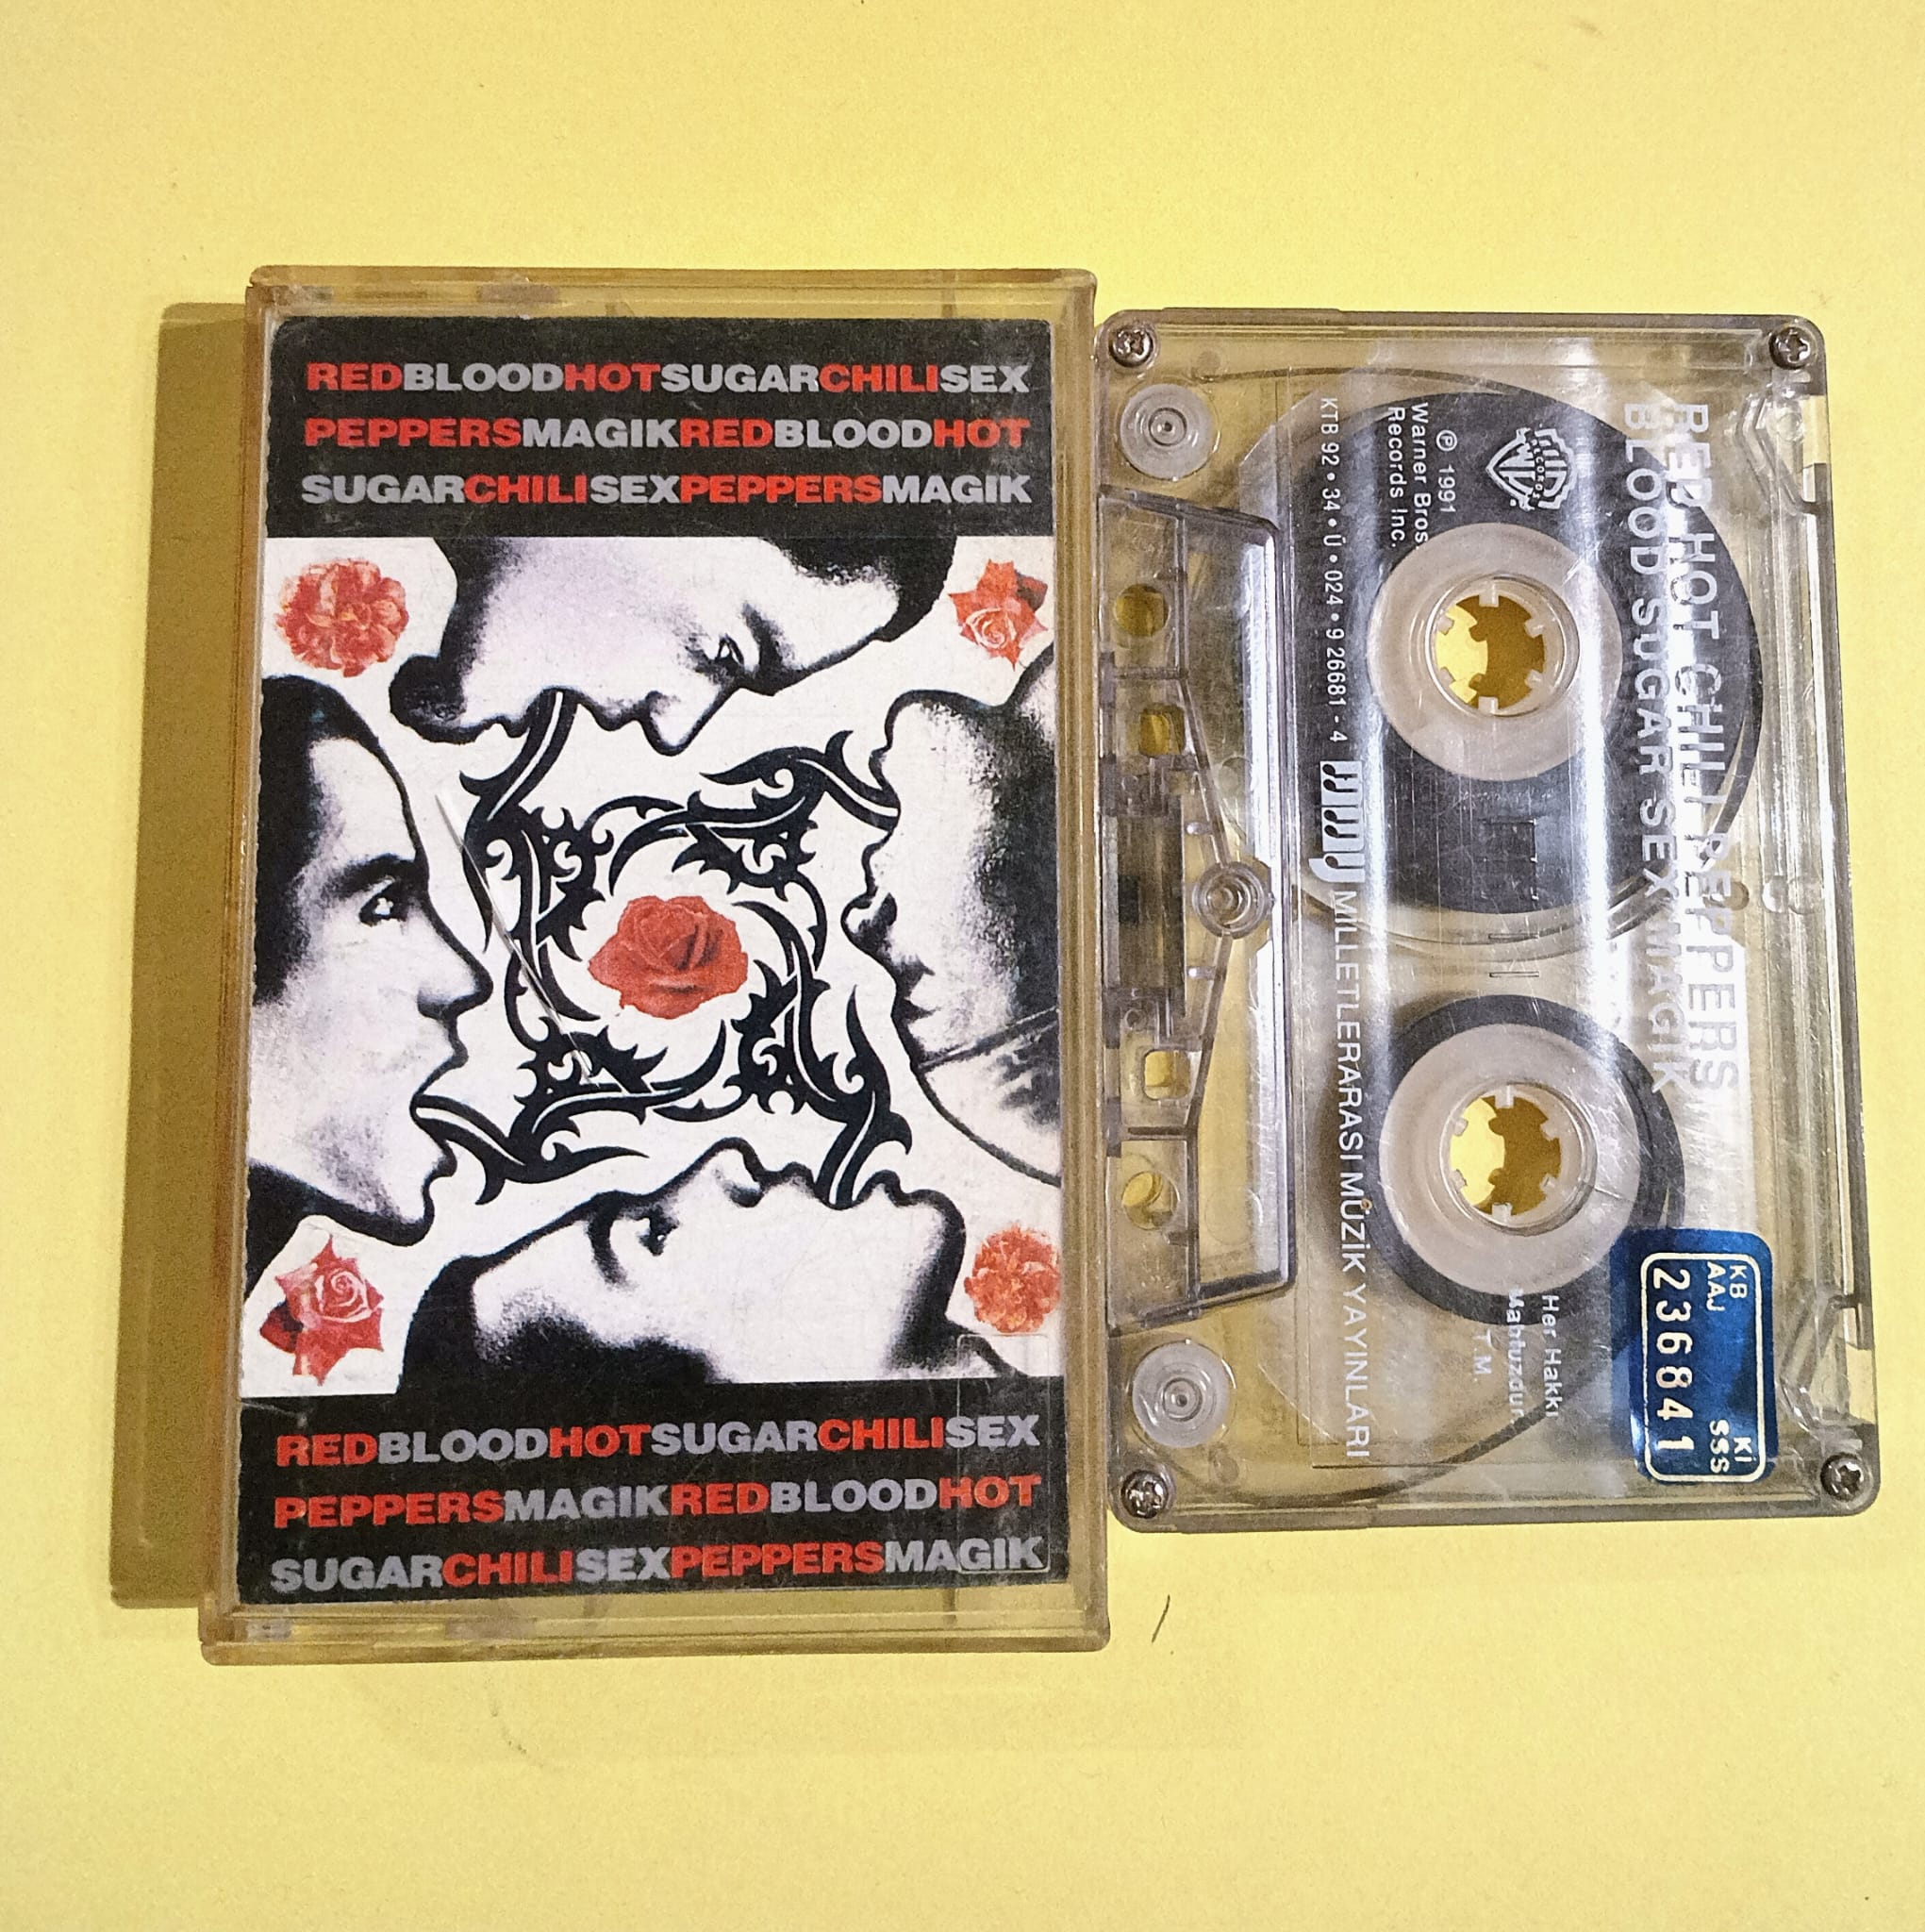 REDBLOODHOTSUGARCHILISEX
PEPPERSMAGIKREDBLOODHOT
SUGARCHILISEXPEPPERSMAGIK
REDBLOODHOTSUGARCHILISEX
PEPPERSMAGIKREDBLOODHOT
SUGARCHILISEXPEPPERSMAGIK
RED HOT CHILI PEPPERS
BLOOD SUGAR SEX MAGIK
RECORDS
℗ 1991
Warner Bros.
Records Inc.
KTB 92 • 34 • Ü • 024 • 9 26681 - 4
MİLLETLERARASI MÜZİK YAYINLARI
Her Hakkı
Mahfuzdur
T.M.
KB Kİ
AAJ SSS
236841